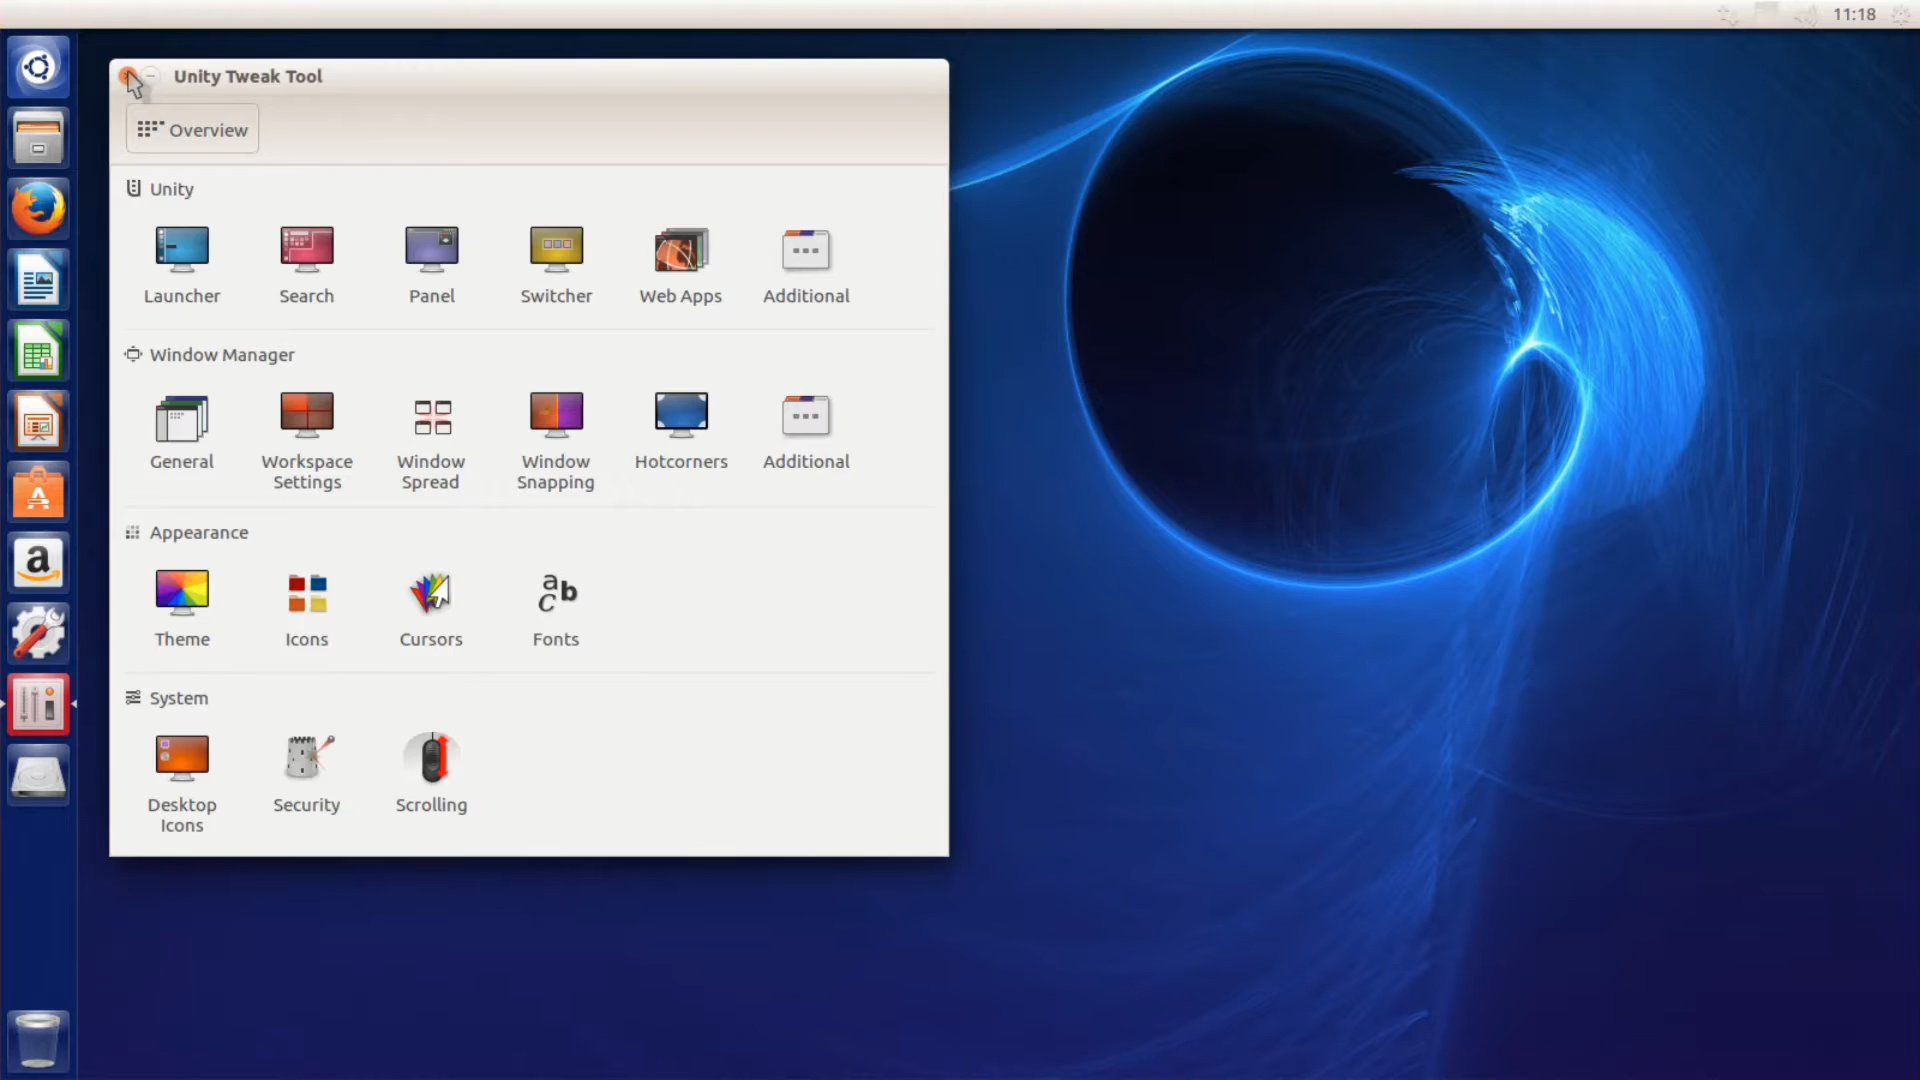 11:18
Unity Tweak Tool
Overview
Unity
Launcher
Search
Panel
Switcher
Web Apps
Additional
Window Manager
General
Workspace
Settings
Window
Spread
Window
Snapping
Hotcorners
Additional
Appearance
Theme
Icons
Cursors
a
b
c
Fonts
System
Desktop
Icons
Security
Scrolling
A
a